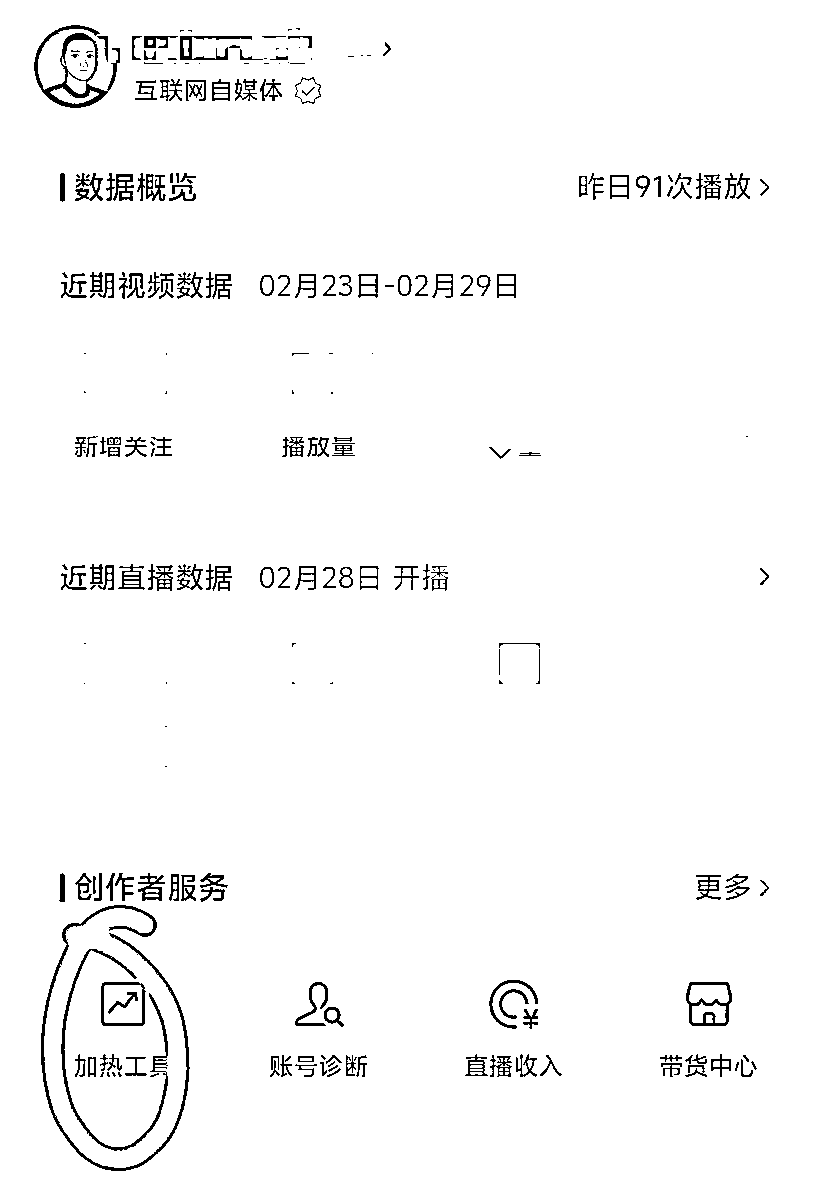 互联网自媒体
数据概览 昨日91次播放 >
近期视频数据 02月23日-02月29日
新增关注 播放量
近期直播数据 02月28日 开播 >
创作者服务 更多 >
加热工具 账号诊断 直播收入 带货中心